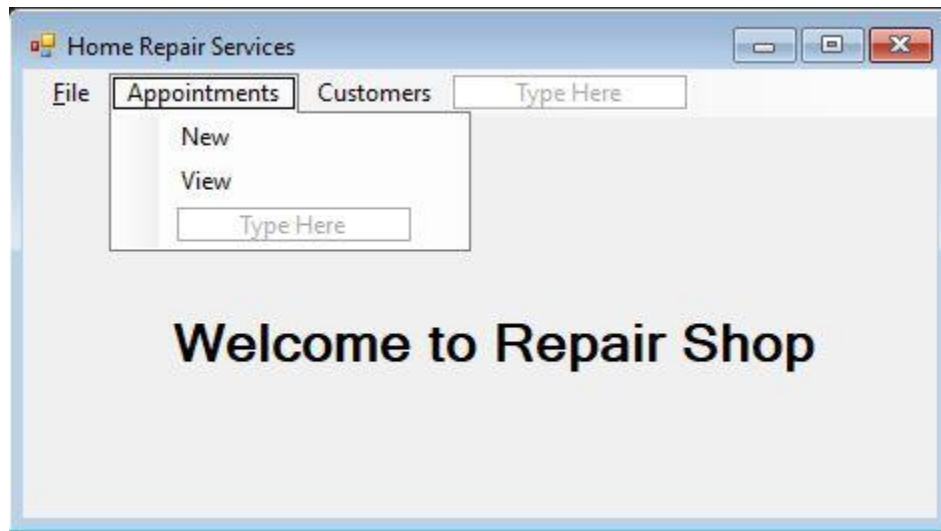 Home Repair Services
File Appointments Customers Type Here
New
View
Type Here
Welcome to Repair Shop